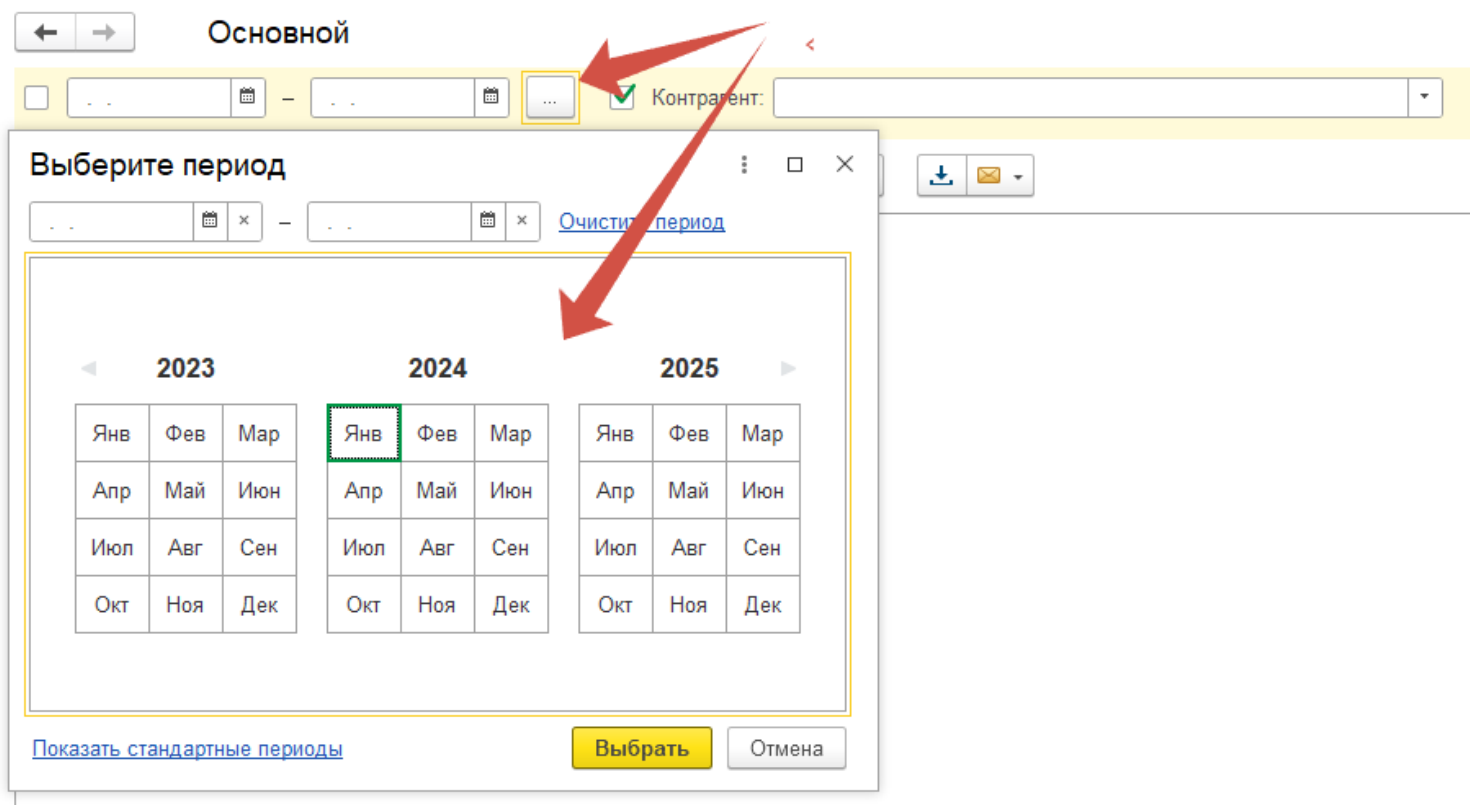 Основной
. . – . . ... Контрагент:
Выберите период
. . – . . Очистить период
2023 2024 2025
Янв Фев Мар Янв Фев Мар Янв Фев Мар
Апр Май Июн Апр Май Июн Апр Май Июн
Июл Авг Сен Июл Авг Сен Июл Авг Сен
Окт Ноя Дек Окт Ноя Дек Окт Ноя Дек
Показать стандартные периоды Выбрать Отмена